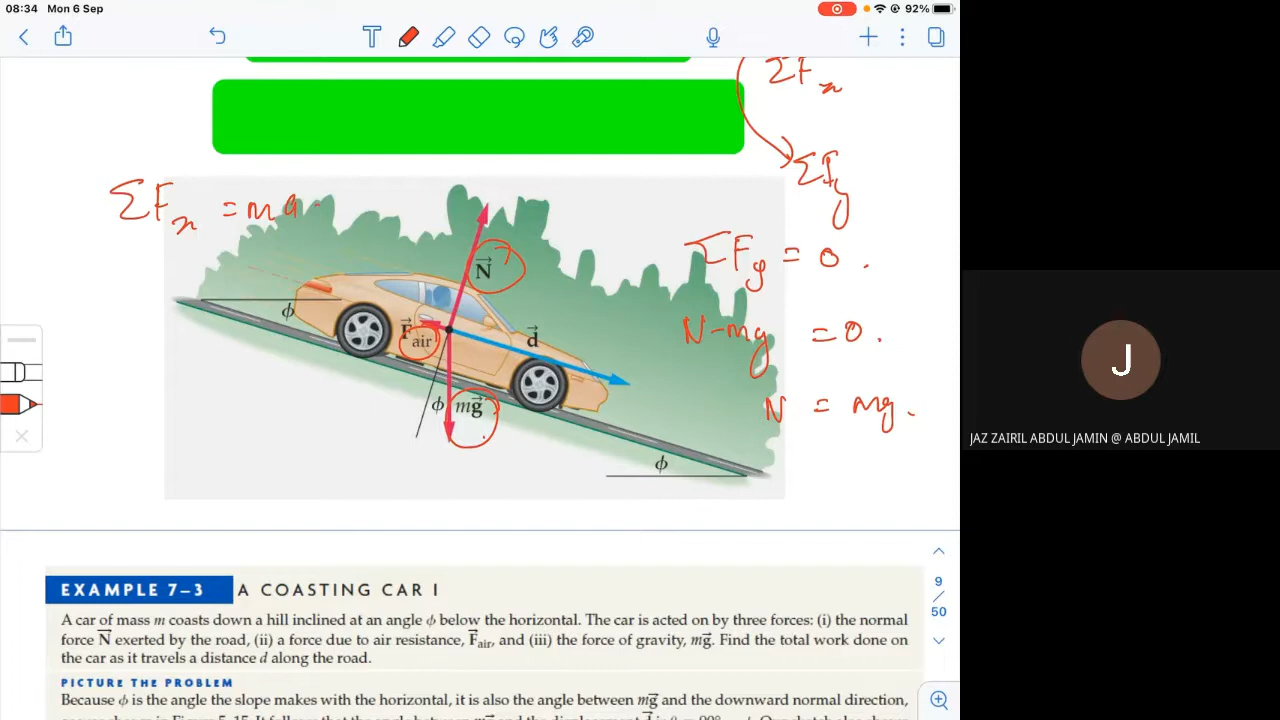 08:34 Mon 6 Sep
92%
ΣFx
ΣFy
ΣFx = ma
ΣFy = 0.
N
φ
Fair
d
N - mg = 0.
φ mg
N = mg.
φ
JAZ ZAIRIL ABDUL JAMIN @ ABDUL JAMIL
J
EXAMPLE 7–3 A COASTING CAR I
9
/
50
A car of mass m coasts down a hill inclined at an angle φ below the horizontal. The car is acted on by three forces: (i) the normal
force N exerted by the road, (ii) a force due to air resistance, Fair, and (iii) the force of gravity, mg. Find the total work done on
the car as it travels a distance d along the road.
PICTURE THE PROBLEM
Because φ is the angle the slope makes with the horizontal, it is also the angle between mg and the downward normal direction,